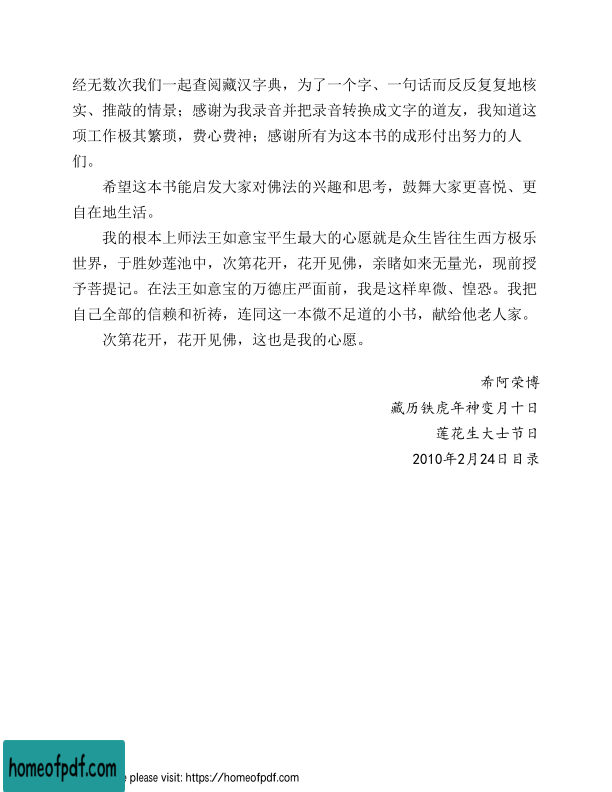 经无数次我们一起查阅藏汉字典，为了一个字、一句话而反反复复地核
实、推敲的情景；感谢为我录音并把录音转换成文字的道友，我知道这
项工作极其繁琐，费心费神；感谢所有为这本书的成形付出努力的人
们。
希望这本书能启发大家对佛法的兴趣和思考，鼓舞大家更喜悦、更
自在地生活。
我的根本上师法王如意宝平生最大的心愿就是众生皆往生西方极乐
世界，于胜妙莲池中，次第花开，花开见佛，亲睹如来无量光，现前授
予菩提记。在法王如意宝的万德庄严面前，我是这样卑微、惶恐。我把
自己全部的信赖和祈祷，连同这一本微不足道的小书，献给他老人家。
次第花开，花开见佛，这也是我的心愿。
希阿荣博
藏历铁虎年神变月十日
莲花生大士节日
2010年2月24日目录
homeofpdf.com
e please visit: https://homeofpdf.com